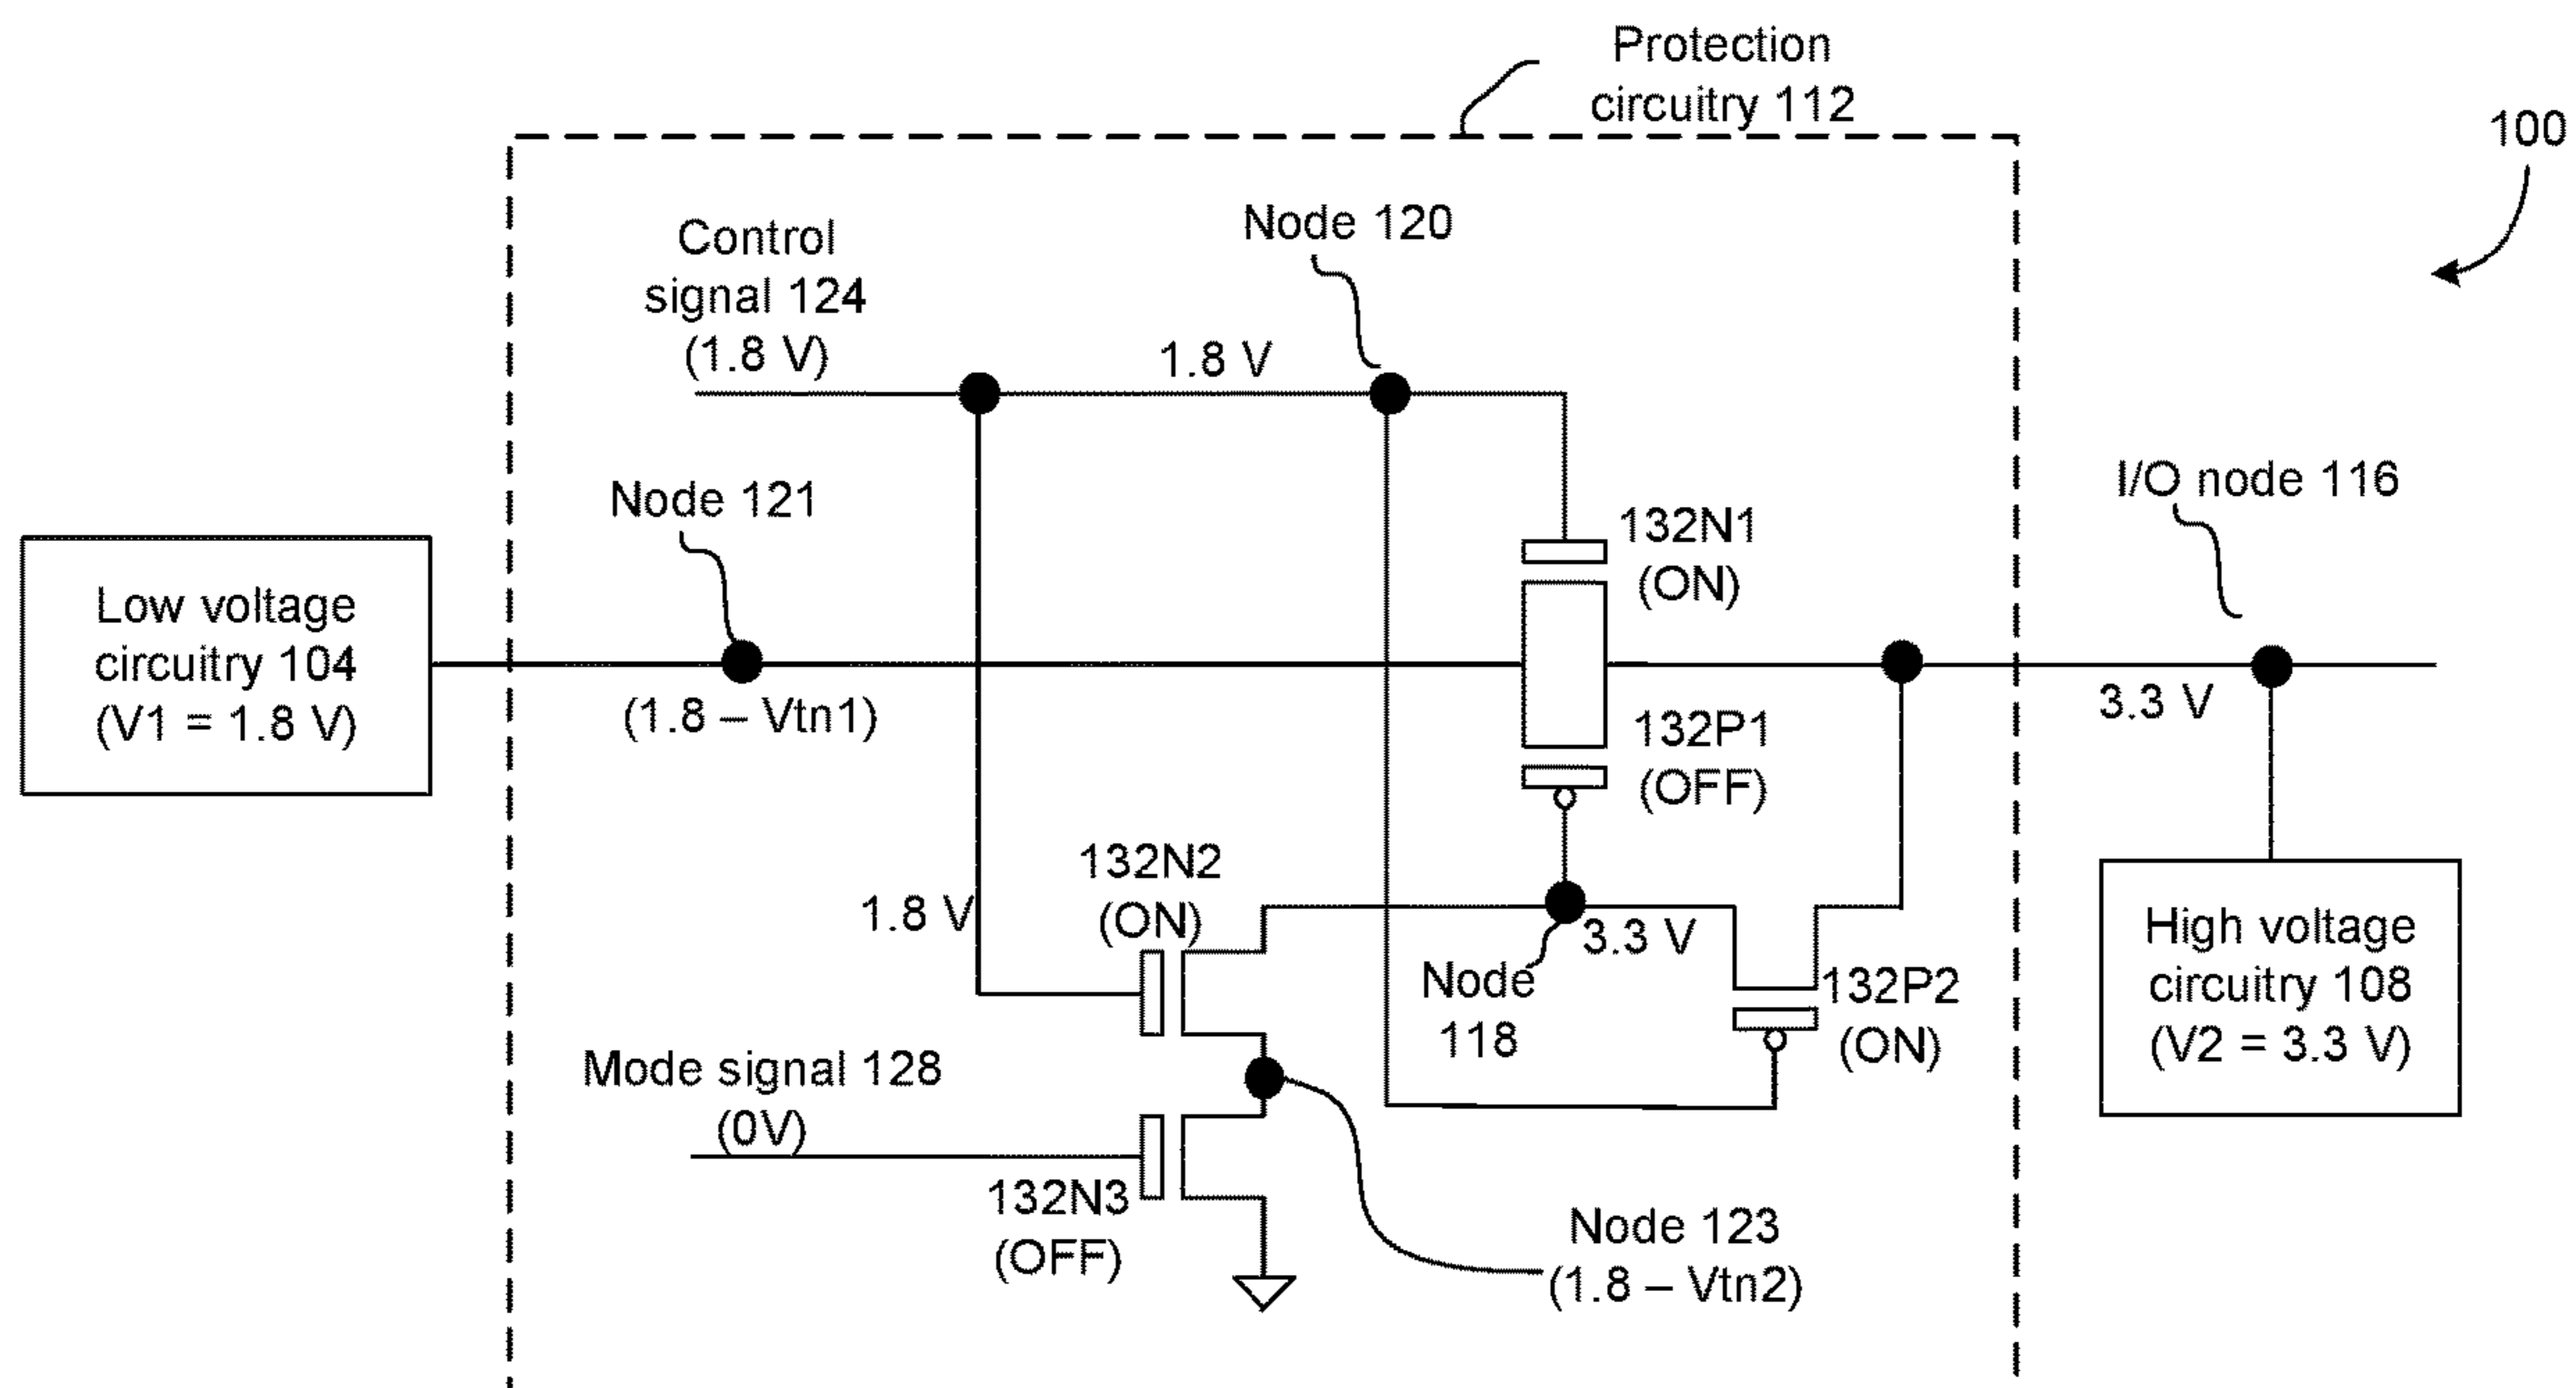 Protection
circuitry 112
100
Control
signal 124
(1.8 V)
Node 120
1.8 V
Node 121
I/O node 116
132N1
(ON)
Low voltage
circuitry 104
(V1 = 1.8 V)
(1.8 – Vtn1)
132P1
(OFF)
3.3 V
132N2
(ON)
1.8 V
3.3 V
Node
118
132P2
(ON)
High voltage
circuitry 108
(V2 = 3.3 V)
Mode signal 128
(0V)
132N3
(OFF)
Node 123
(1.8 – Vtn2)